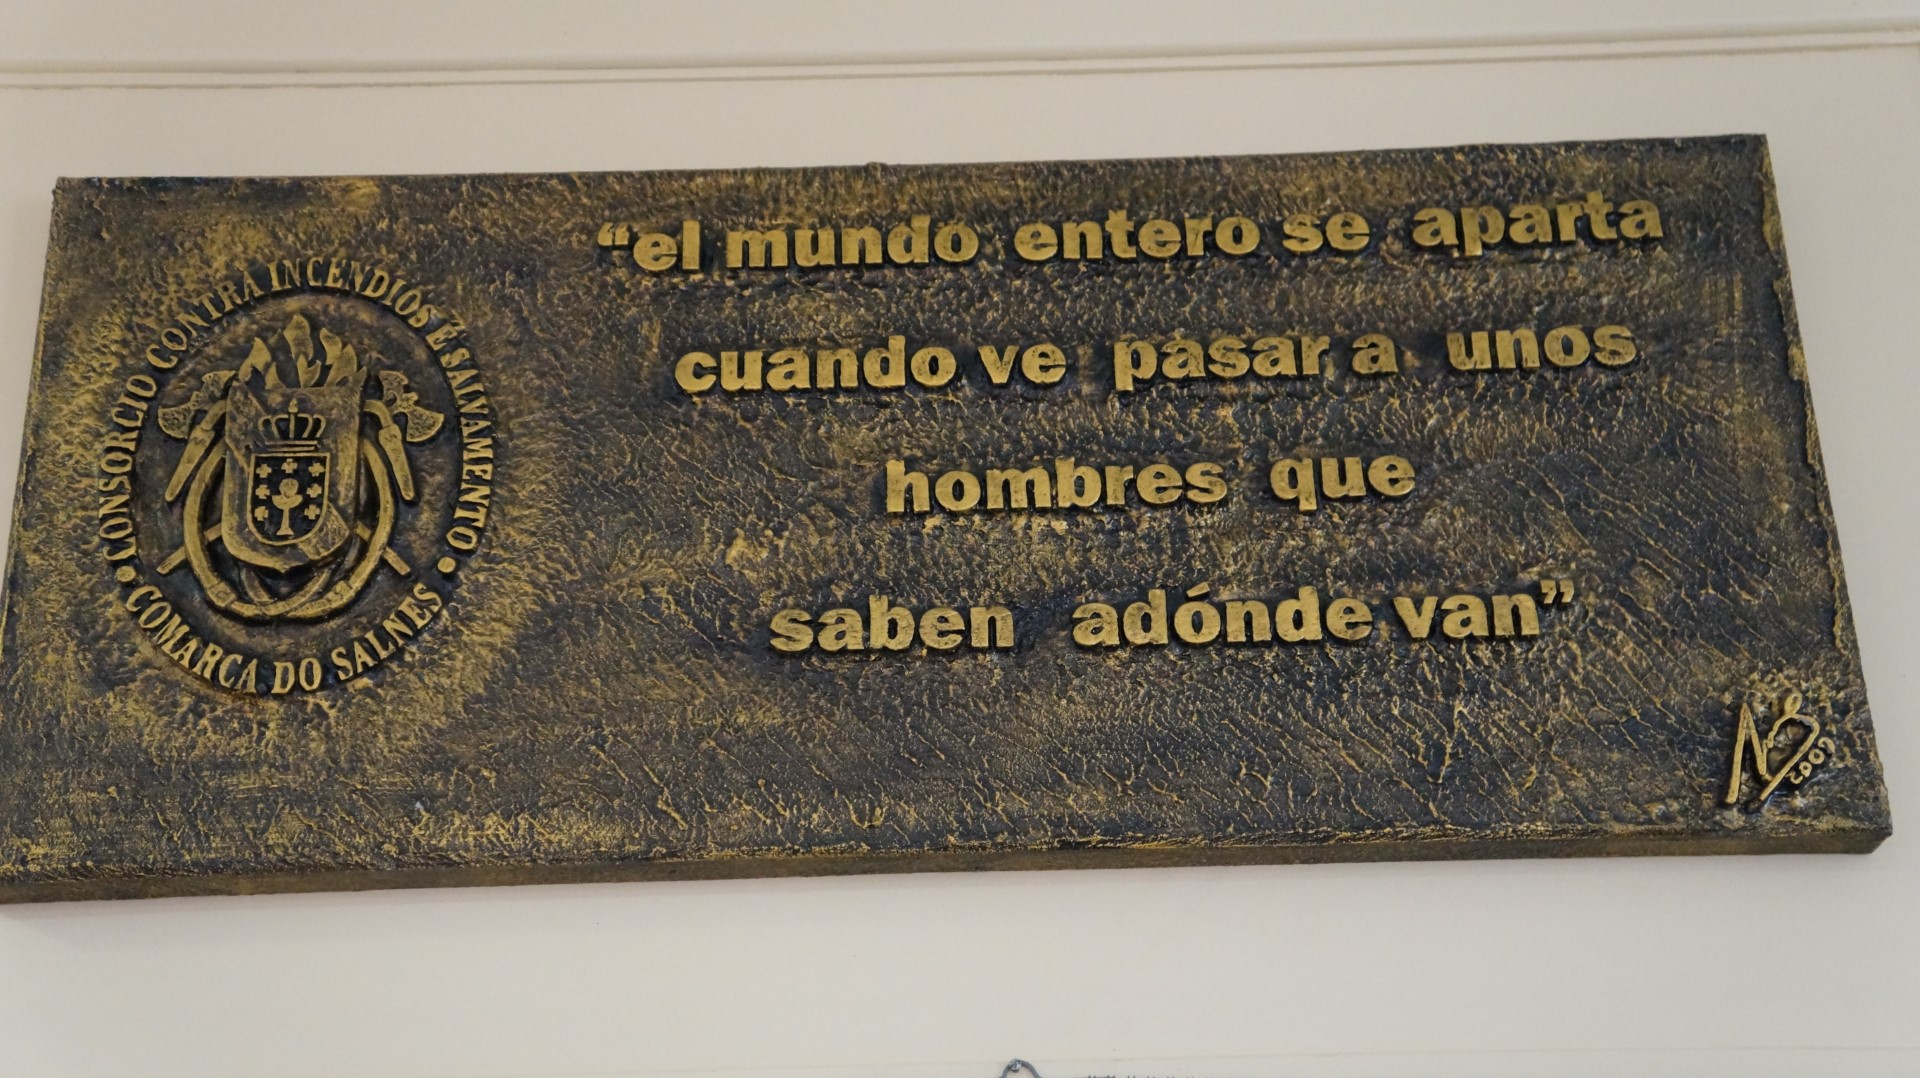 CONSORCIO CONTRA INCENDIOS E SALVAMENTO
• COMARCA DO SALNES •
“el mundo entero se aparta
cuando ve pasar a unos
hombres que
saben adónde van”